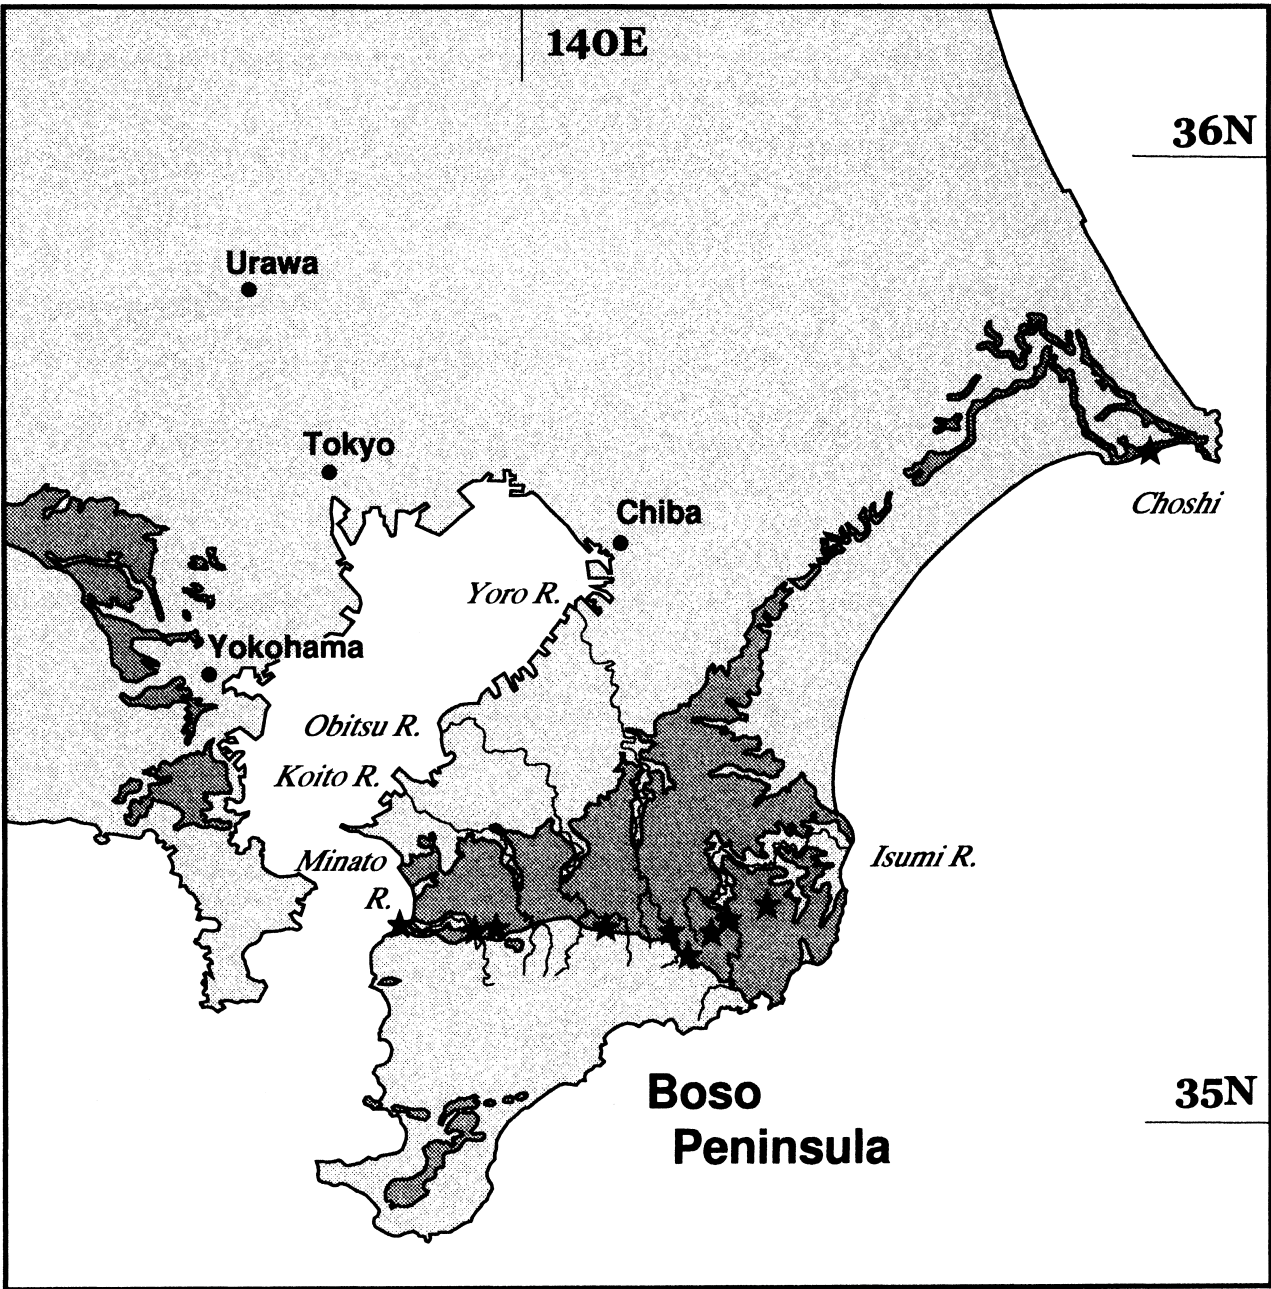 140E
36N
Urawa
Tokyo
Choshi
Chiba
Yoro R.
Yokohama
Obitsu R.
Koito R.
Minato
R.
Isumi R.
Boso
Peninsula
35N